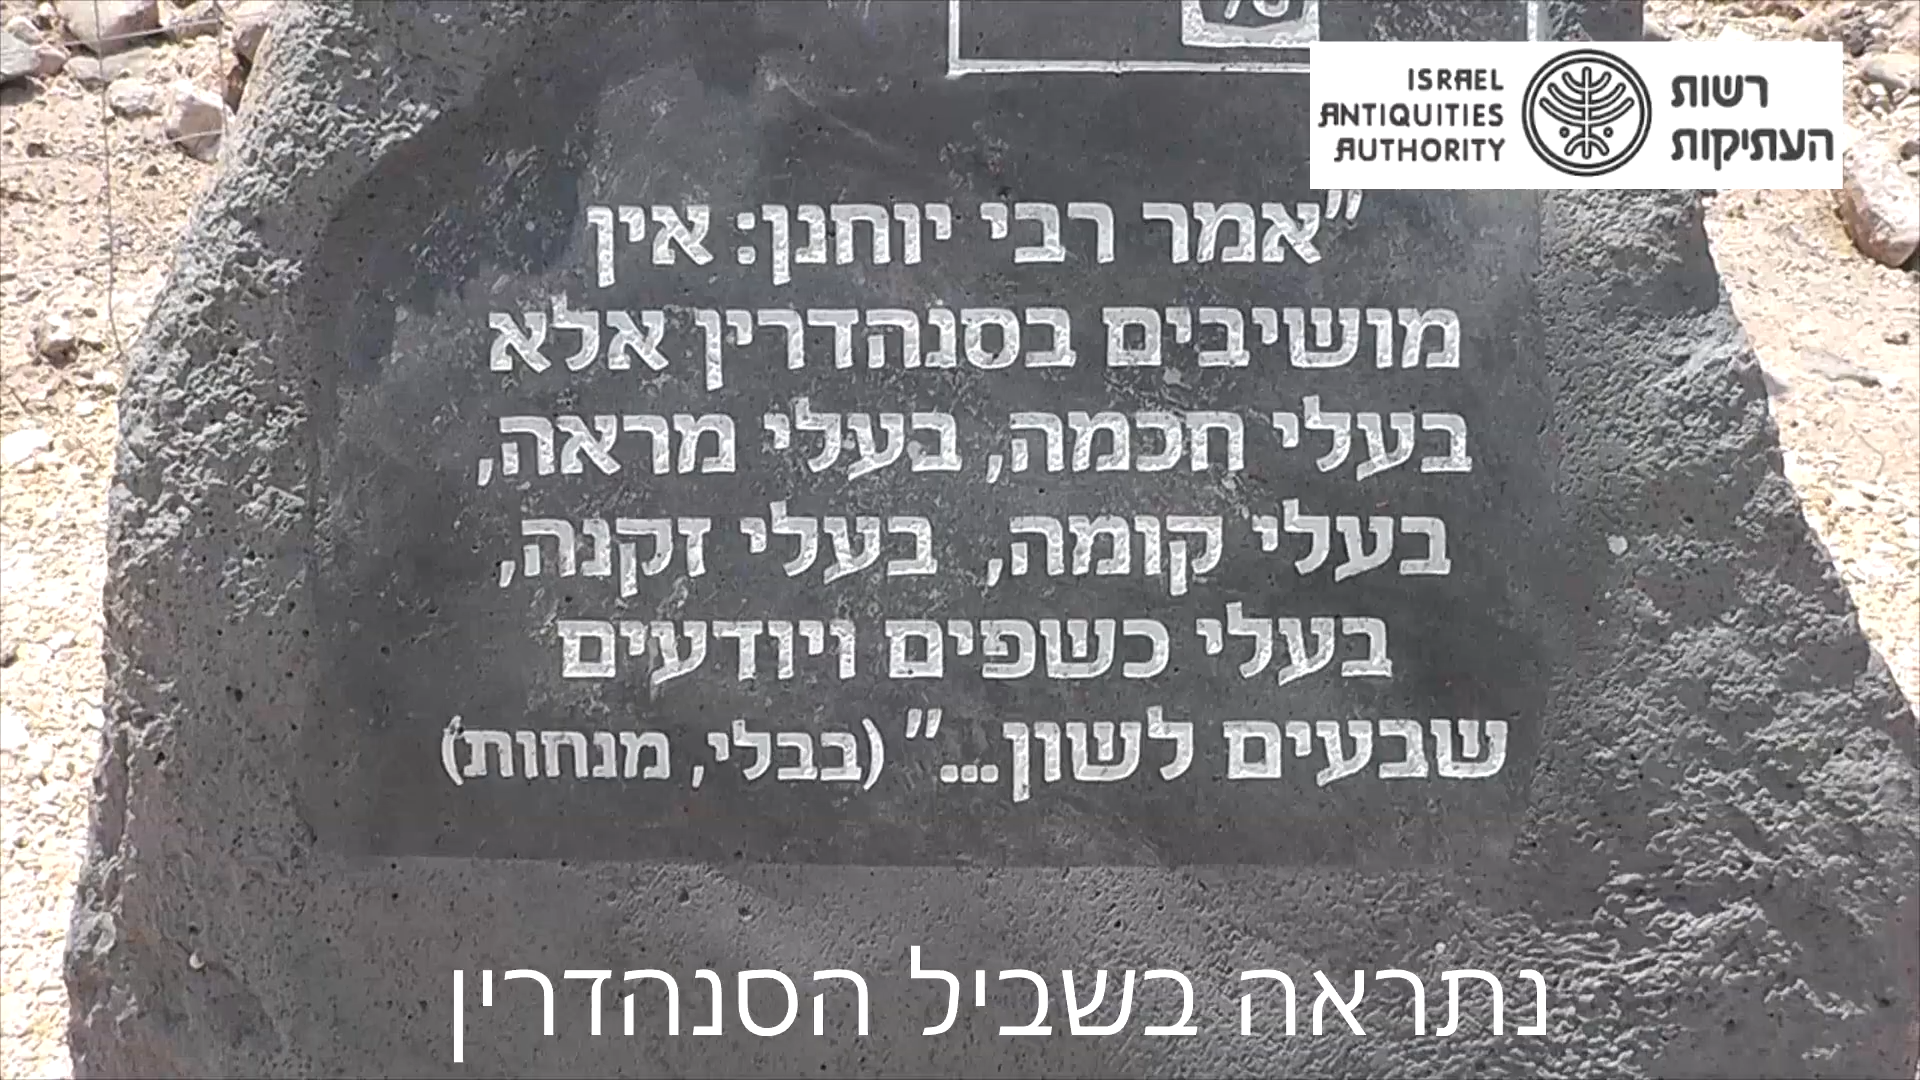 ISRAEL
ANTIQUITIES
AUTHORITY
רשות
העתיקות
"אמר רבי יוחנן: אין
מושיבים בסנהדרין אלא
בעלי חכמה, בעלי מראה,
בעלי קומה, בעלי זקנה,
בעלי כשפים ויודעים
שבעים לשון..." (בבלי, מנחות)
נתראה בשביל הסנהדרין